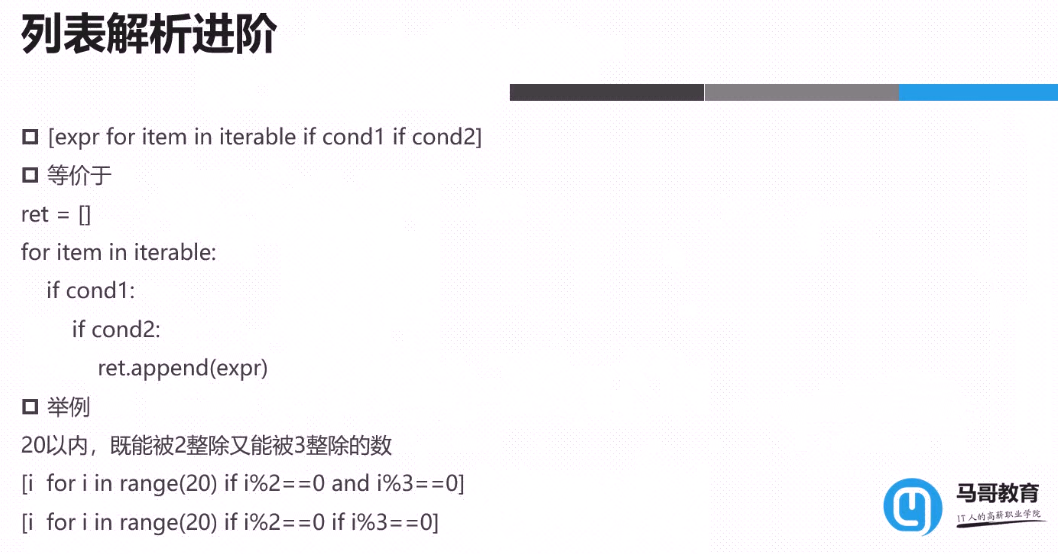 列表解析进阶
[expr for item in iterable if cond1 if cond2]
等价于
ret = []
for item in iterable:
if cond1:
if cond2:
ret.append(expr)
举例
20以内，既能被2整除又能被3整除的数
[i  for i in range(20) if i%2==0 and i%3==0]
[i  for i in range(20) if i%2==0 if i%3==0]
马哥教育
IT人的高薪职业学院